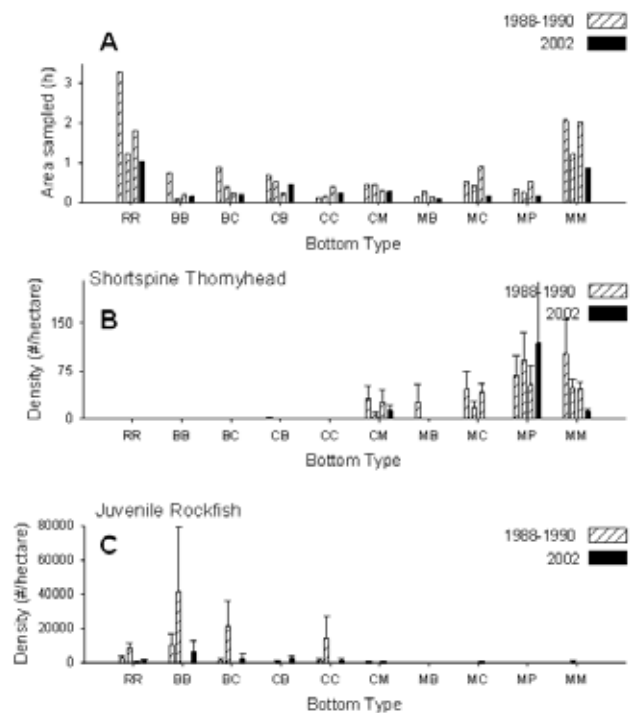 A
1988-1990
2002
Area sampled (h)
3
2
1
0
RR BB BC CB CC CM MB MC MP MM
Bottom Type
Shortspine Thornyhead
B
1988-1990
2002
Density (#/hectare)
150
75
0
RR BB BC CB CC CM MB MC MP MM
Bottom Type
Juvenile Rockfish
C
1988-1990
2002
Density (#/hectare)
80000
60000
40000
20000
0
RR BB BC CB CC CM MB MC MP MM
Bottom Type